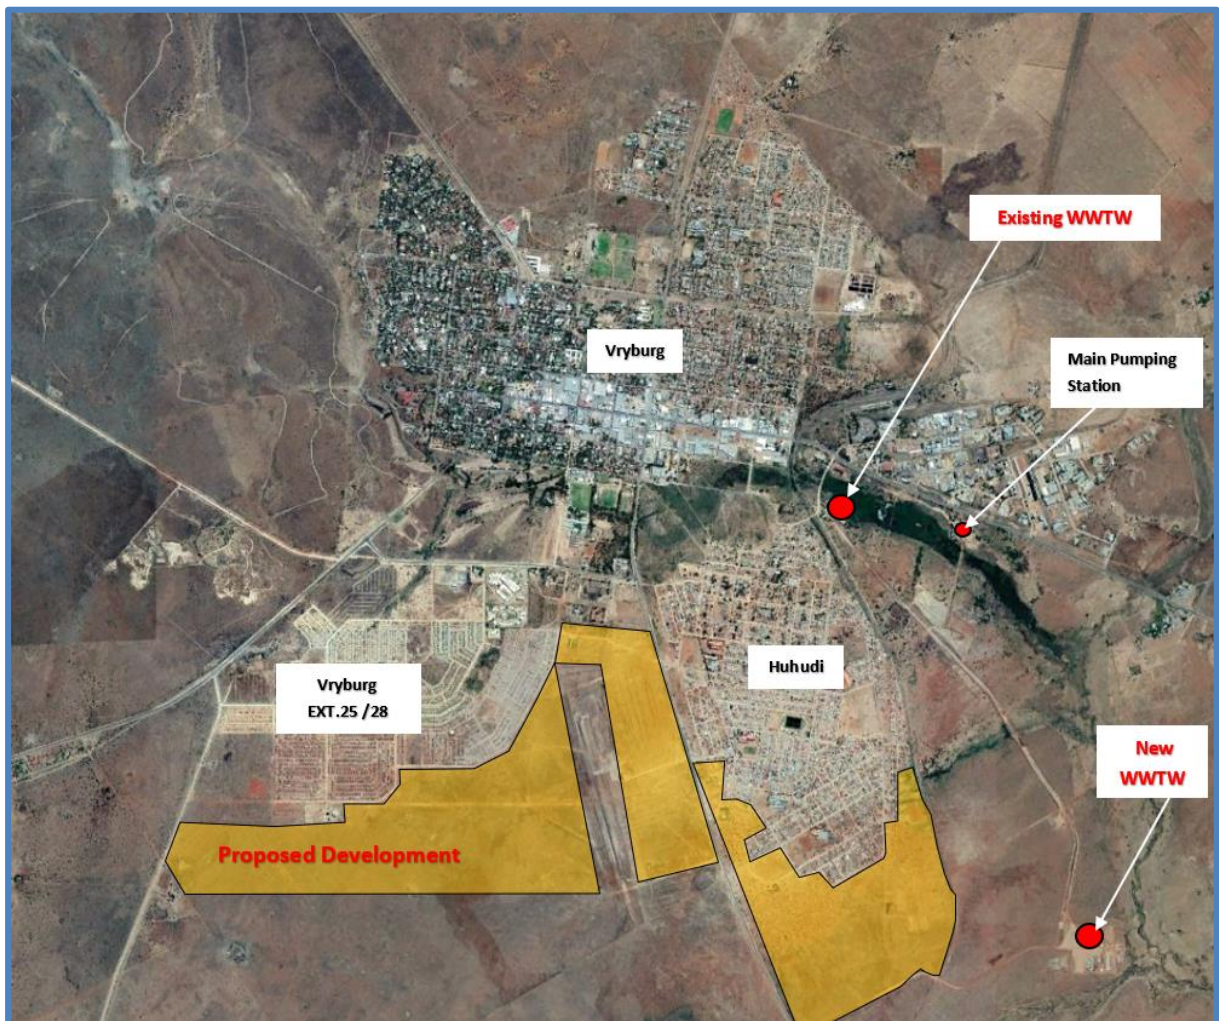 Existing WWTW
Vryburg
Main Pumping
Station
Vryburg
EXT.25 /28
Huhudi
New
WWTW
Proposed Development